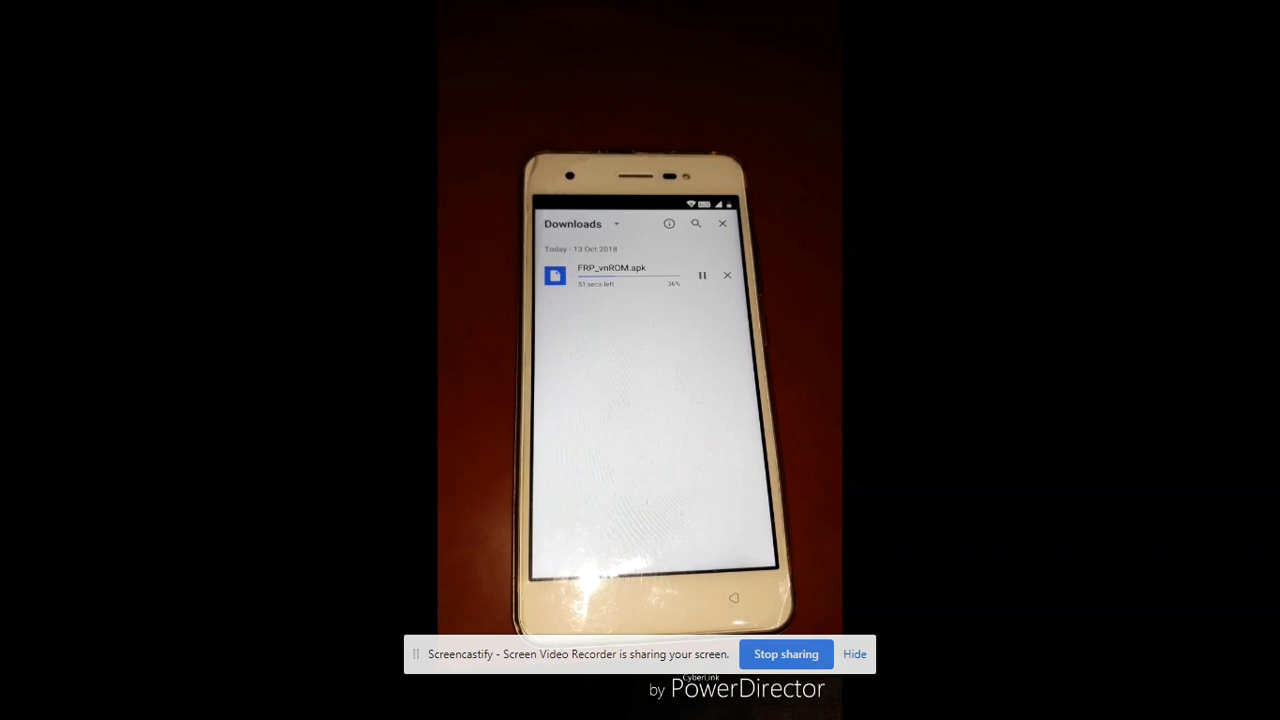 Downloads
Today - 13 Oct 2018
FRP_vnROM.apk
51 secs left 36%
Screencastify - Screen Video Recorder is sharing your screen. Stop sharing Hide
CyberLink
by PowerDirector